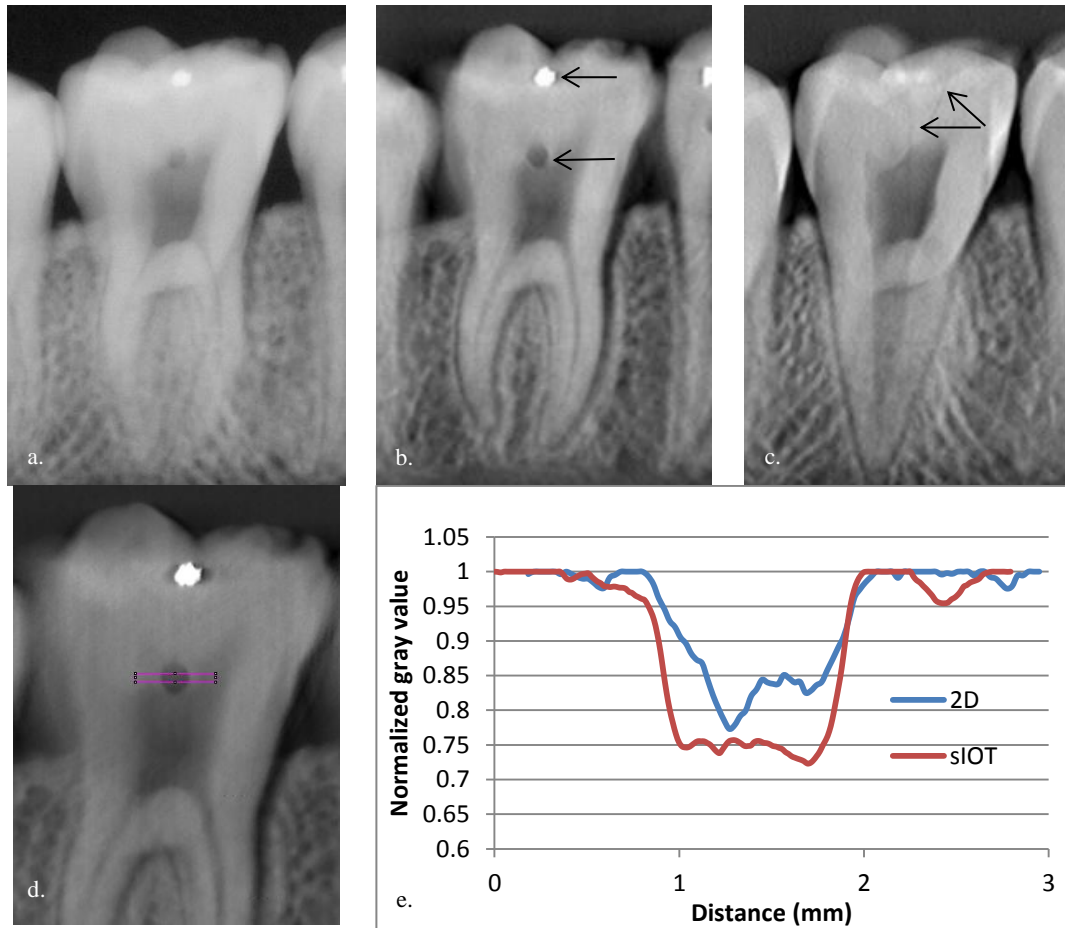 a.
b.
c.
d.
1.05
1
0.95
0.9
0.85
0.8
0.75
0.7
0.65
0.6
Normalized gray value
2D
sIOT
0
1
2
3
Distance (mm)
e.